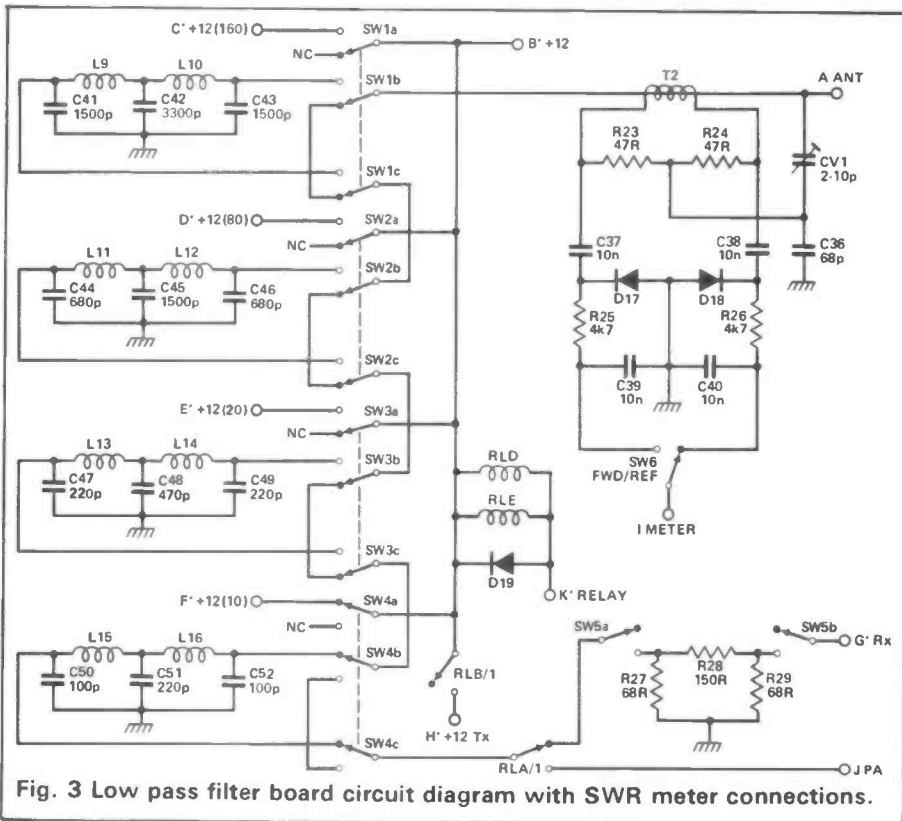 C' +12(160)
SW1a
B' +12
NC
L9
L10
SW1b
T2
A ANT
C41
1500p
C42
3300p
C43
1500p
R23
47R
R24
47R
CV1
2-10p
SW1c
D' +12(80)
SW2a
NC
L11
L12
SW2b
C37
10n
C38
10n
C36
68p
C44
680p
C45
1500p
C46
680p
D17
D18
R25
4k7
R26
4k7
SW2c
C39
10n
C40
10n
E' +12(20)
SW3a
NC
L13
L14
SW3b
SW6
FWD/REF
RLD
C47
220p
C48
470p
C49
220p
RLE
I METER
SW3c
D19
F' +12(10)
SW4a
K' RELAY
NC
SW5a
SW5b
G' Rx
L15
L16
SW4b
C50
100p
C51
220p
C52
100p
RLB/1
R27
68R
R28
150R
R29
68R
H' +12 Tx
SW4c
RLA/1
J PA
Fig. 3 Low pass filter board circuit diagram with SWR meter connections.